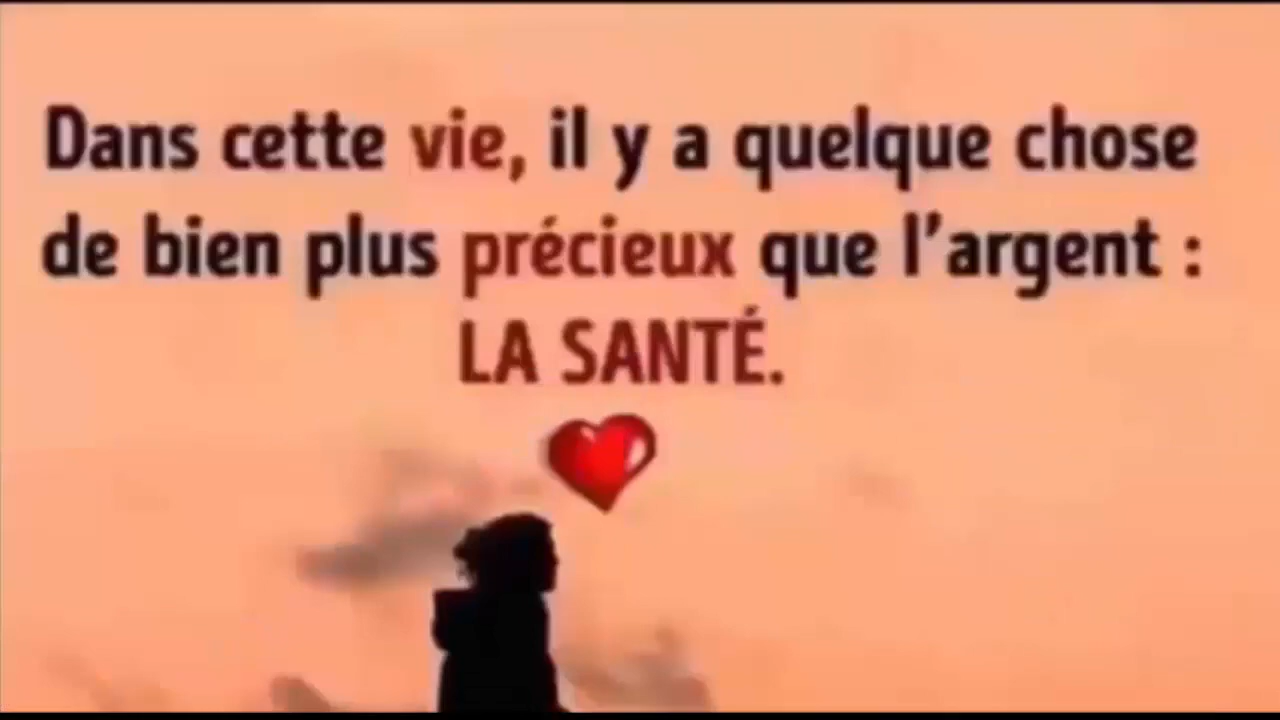 Dans cette vie, il y a quelque chose
de bien plus précieux que l’argent :
LA SANTÉ.